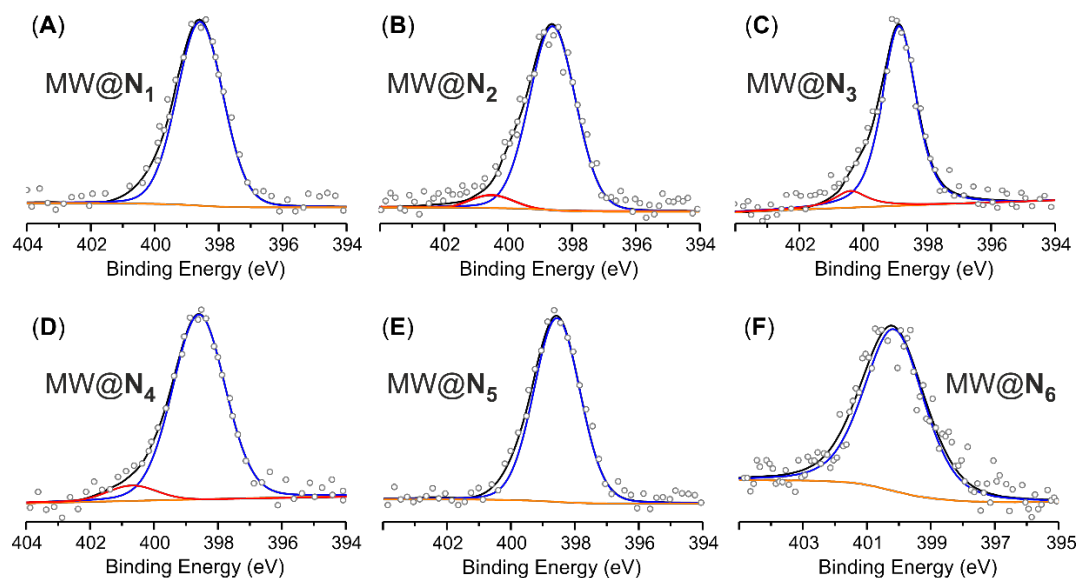 (A) (B) (C)
MW@N1 MW@N2 MW@N3
404 402 400 398 396 394 402 400 398 396 394 402 400 398 396 394
Binding Energy (eV) Binding Energy (eV) Binding Energy (eV)
(D) (E) (F)
MW@N4 MW@N5 MW@N6
404 402 400 398 396 394 402 400 398 396 394 403 401 399 397 395
Binding Energy (eV) Binding Energy (eV) Binding Energy (eV)